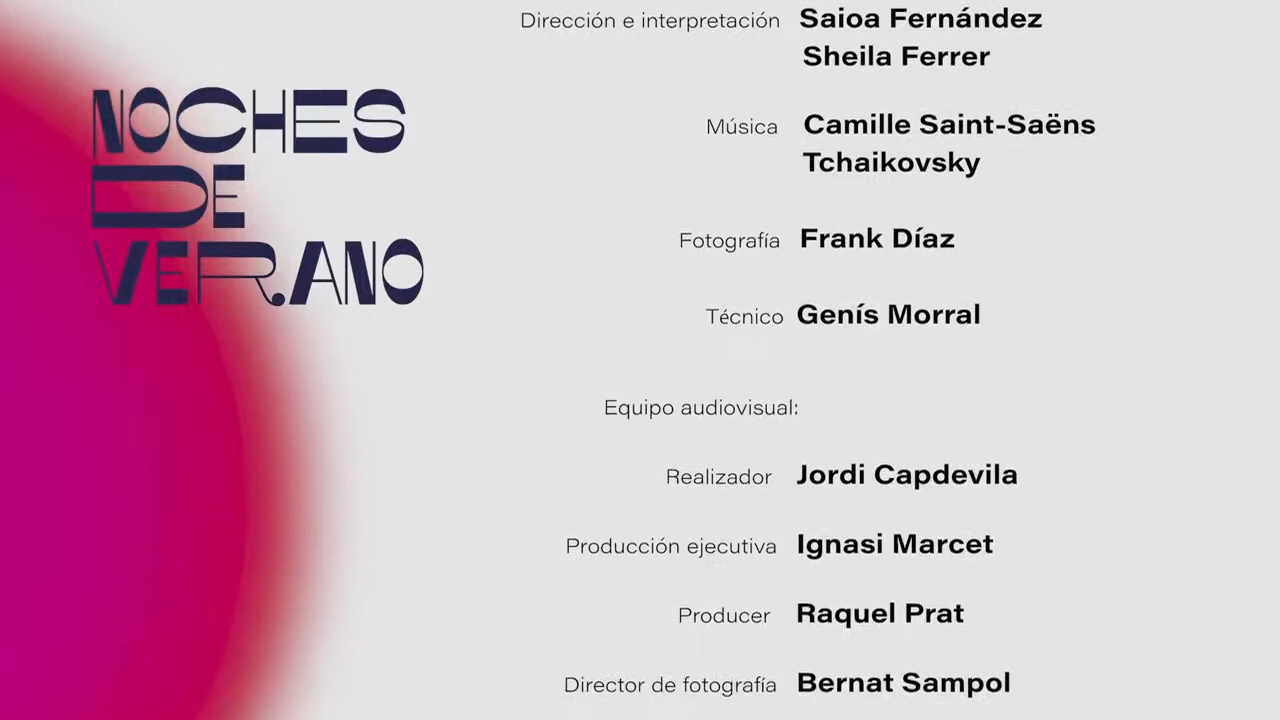 NOCHES
DE
VERANO
Dirección e interpretación Saioa Fernández
Sheila Ferrer
Música Camille Saint-Saëns
Tchaikovsky
Fotografía Frank Díaz
Técnico Genís Morral
Equipo audiovisual:
Realizador Jordi Capdevila
Producción ejecutiva Ignasi Marcet
Producer Raquel Prat
Director de fotografía Bernat Sampol